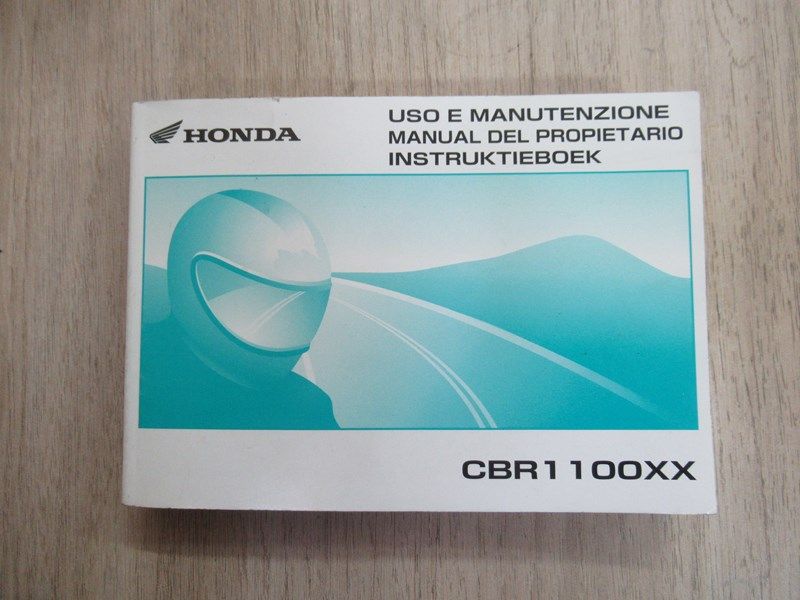 HONDA
USO E MANUTENZIONE
MANUAL DEL PROPIETARIO
INSTRUKTIEBOEK
CBR1100XX